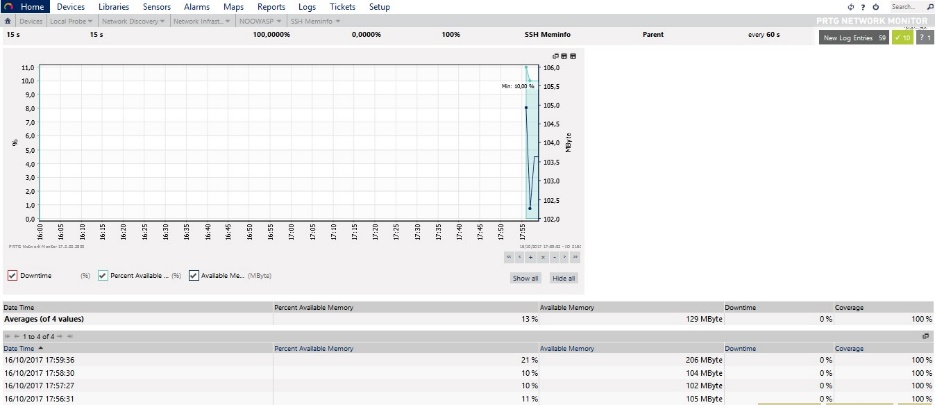 Home Devices Libraries Sensors Alarms Maps Reports Logs Tickets Setup Search...
Devices Local Probe Network Discovery Network Infrast... NOOWASP SSH Meminfo PRTG NETWORK MONITOR
15 s 15 s 100,0000% 0,0000% 100% SSH Meminfo Parent every 60 s
New Log Entries 59 10 ? 1
11,0 106,0
10,0 Min: 10,00 % 105,5
9,0 105,0
8,0
7,0 104,5
6,0 104,0
% MByte
5,0 103,5
4,0
3,0 103,0
2,0 102,5
1,0
0,0 102,0
16:00 16:05 16:10 16:15 16:20 16:25 16:30 16:35 16:40 16:45 16:50 16:55 17:00 17:05 17:10 17:15 17:20 17:25 17:30 17:35 17:40 17:45 17:50 17:55
PRTG Network Monitor
Downtime (%) Percent Available ... (%) Available Me... (MByte) Show all Hide all
Date Time Percent Available Memory Available Memory Downtime Coverage
Averages (of 4 values) 13 % 129 MByte 0 % 100 %
1 to 4 of 4
Date Time Percent Available Memory Available Memory Downtime Coverage
16/10/2017 17:59:36 21 % 206 MByte 0 % 100 %
16/10/2017 17:58:30 10 % 104 MByte 0 % 100 %
16/10/2017 17:57:27 10 % 102 MByte 0 % 100 %
16/10/2017 17:56:31 11 % 105 MByte 0 % 100 %